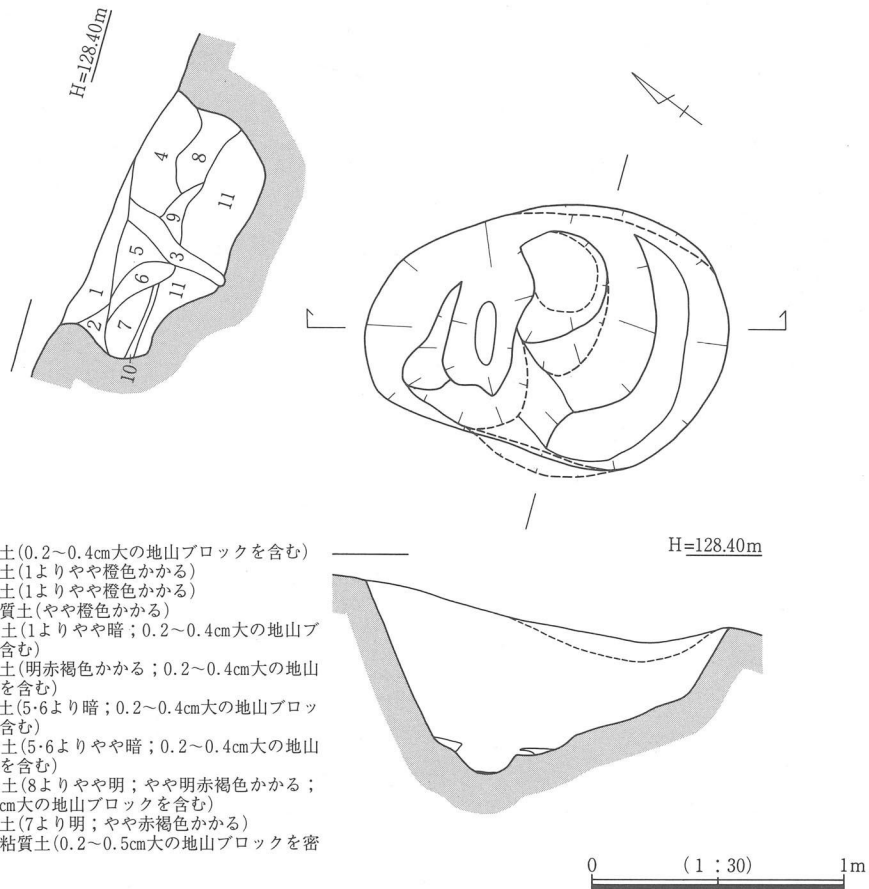 H=128.40m
4
8
11
9
3
5
6
11
1
2
7
10
土(0.2～0.4㎝大の地山ブロックを含む)
土(1よりやや橙色かかる)
土(1よりやや橙色かかる)
質土(やや橙色かかる)
土(1よりやや暗；0.2～0.4㎝大の地山ブ
含む)
土(明赤褐色かかる；0.2～0.4㎝大の地山
を含む)
土(5･6より暗；0.2～0.4㎝大の地山ブロッ
含む)
土(5･6よりやや暗；0.2～0.4㎝大の地山
を含む)
土(8よりやや明；やや明赤褐色かかる；
㎝大の地山ブロックを含む)
土(7より明；やや赤褐色かかる)
粘質土(0.2～0.5㎝大の地山ブロックを密
H=128.40m
0 (1：30) 1m